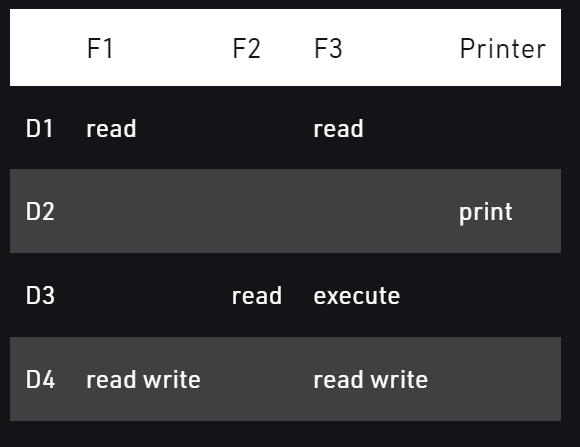 F1 F2 F3 Printer
D1 read read
D2 print
D3 read execute
D4 read write read write